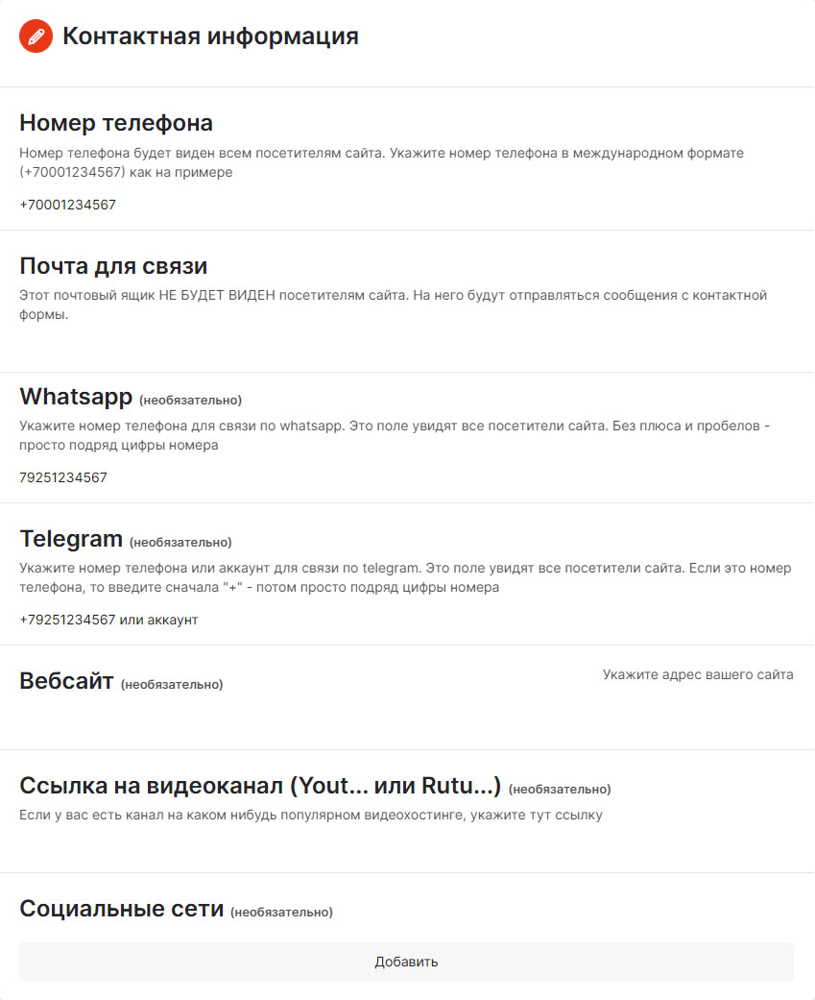 Контактная информация
Номер телефона
Номер телефона будет виден всем посетителям сайта. Укажите номер телефона в международном формате
(+70001234567) как на примере
+70001234567
Почта для связи
Этот почтовый ящик НЕ БУДЕТ ВИДЕН посетителям сайта. На него будут отправляться сообщения с контактной
формы.
Whatsapp (необязательно)
Укажите номер телефона для связи по whatsapp. Это поле увидят все посетители сайта. Без плюса и пробелов -
просто подряд цифры номера
79251234567
Telegram (необязательно)
Укажите номер телефона или аккаунт для связи по telegram. Это поле увидят все посетители сайта. Если это номер
телефона, то введите сначала "+" - потом просто подряд цифры номера
+79251234567 или аккаунт
Вебсайт (необязательно) Укажите адрес вашего сайта
Ссылка на видеоканал (Yout... или Rutu...) (необязательно)
Если у вас есть канал на каком нибудь популярном видеохостинге, укажите тут ссылку
Социальные сети (необязательно)
Добавить